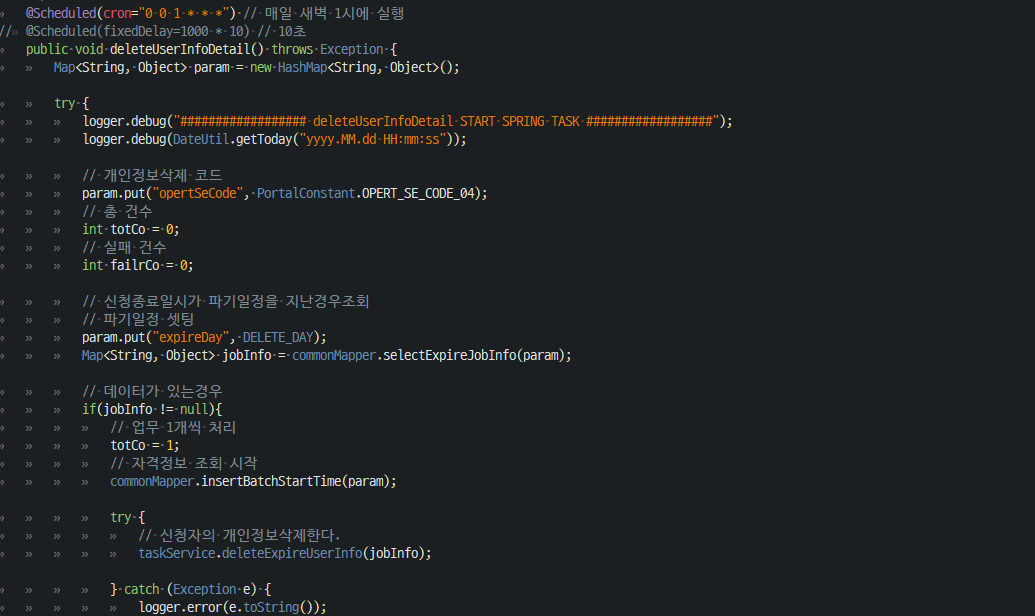 @Scheduled(cron="0 0 1 * * *") // 매일 새벽 1시에 실행
// @Scheduled(fixedDelay=1000 * 10) // 10초
public void deleteUserInfoDetail() throws Exception {
Map<String, Object> param = new HashMap<String, Object>();
try {
logger.debug("################## deleteUserInfoDetail START SPRING TASK ##################");
logger.debug(DateUtil.getToday("yyyy.MM.dd HH:mm:ss"));
// 개인정보삭제 코드
param.put("opertSeCode", PortalConstant.OPERT_SE_CODE_04);
// 총 건수
int totCo = 0;
// 실패 건수
int failrCo = 0;
// 신청종료일시가 파기일정을 지난경우조회
// 파기일정 셋팅
param.put("expireDay", DELETE_DAY);
Map<String, Object> jobInfo = commonMapper.selectExpireJobInfo(param);
// 데이터가 있는경우
if(jobInfo != null){
// 업무 1개씩 처리
totCo = 1;
// 자격정보 조회 시작
commonMapper.insertBatchStartTime(param);
try {
// 신청자의 개인정보삭제한다.
taskService.deleteExpireUserInfo(jobInfo);
} catch (Exception e) {
logger.error(e.toString());